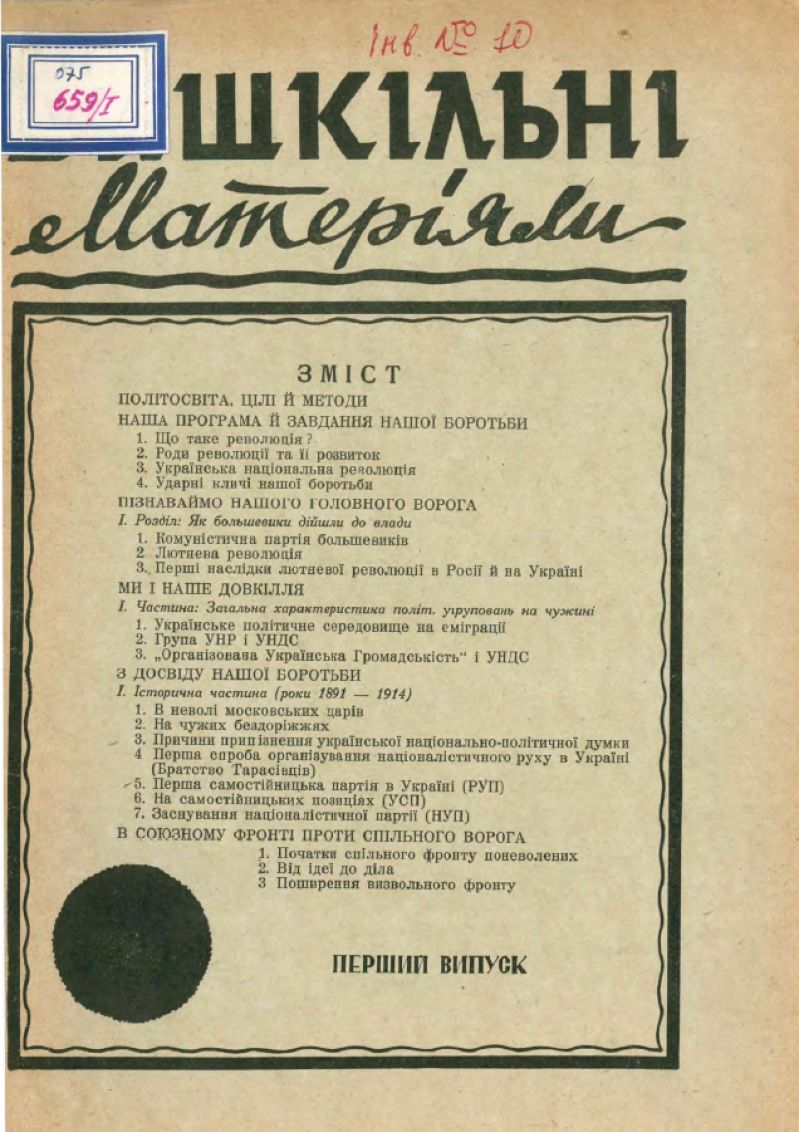 Інв. № 10
075
659/I
ШКІЛЬНІ
Матеріяли
ЗМІСТ
ПОЛІТОСВІТА, ЦІЛІ Й МЕТОДИ
НАША ПРОГРАМА Й ЗАВДАННЯ НАШОЇ БОРОТЬБИ
1. Що таке революція?
2. Роди революції та її розвиток
3. Українська національна революція
4. Ударні кличі нашої боротьби
ПІЗНАВАЙМО НАШОГО ГОЛОВНОГО ВОРОГА
І. Розділ: Як большевики дійшли до влади
1. Комуністична партія большевиків
2 Лютнева революція
3. Перші наслідки лютневої революції в Росії й на Україні
МИ І НАШЕ ДОВКІЛЛЯ
І. Частина: Загальна характеристика політ. угруповань на чужині
1. Українське політичне середовище на еміграції
2. Група УНР і УНДС
3. „Організована Українська Громадськість“ і УНДС
З ДОСВІДУ НАШОЇ БОРОТЬБИ
І. Історична частина (роки 1891 — 1914)
1. В неволі московських царів
2. На чужих бездоріжжях
3. Причини припізнення української національно-політичної думки
4 Перша спроба організування націоналістичного руху в Україні
(Братство Тарасівців)
5. Перша самостійницька партія в Україні (РУП)
6. На самостійницьких позиціях (УСП)
7. Заснування націоналістичної партії (НУП)
В СОЮЗНОМУ ФРОНТІ ПРОТИ СПІЛЬНОГО ВОРОГА
1. Початки спільного фронту поневолених
2. Від ідеї до діла
3 Поширення визвольного фронту
ПЕРШИЙ ВИПУСК